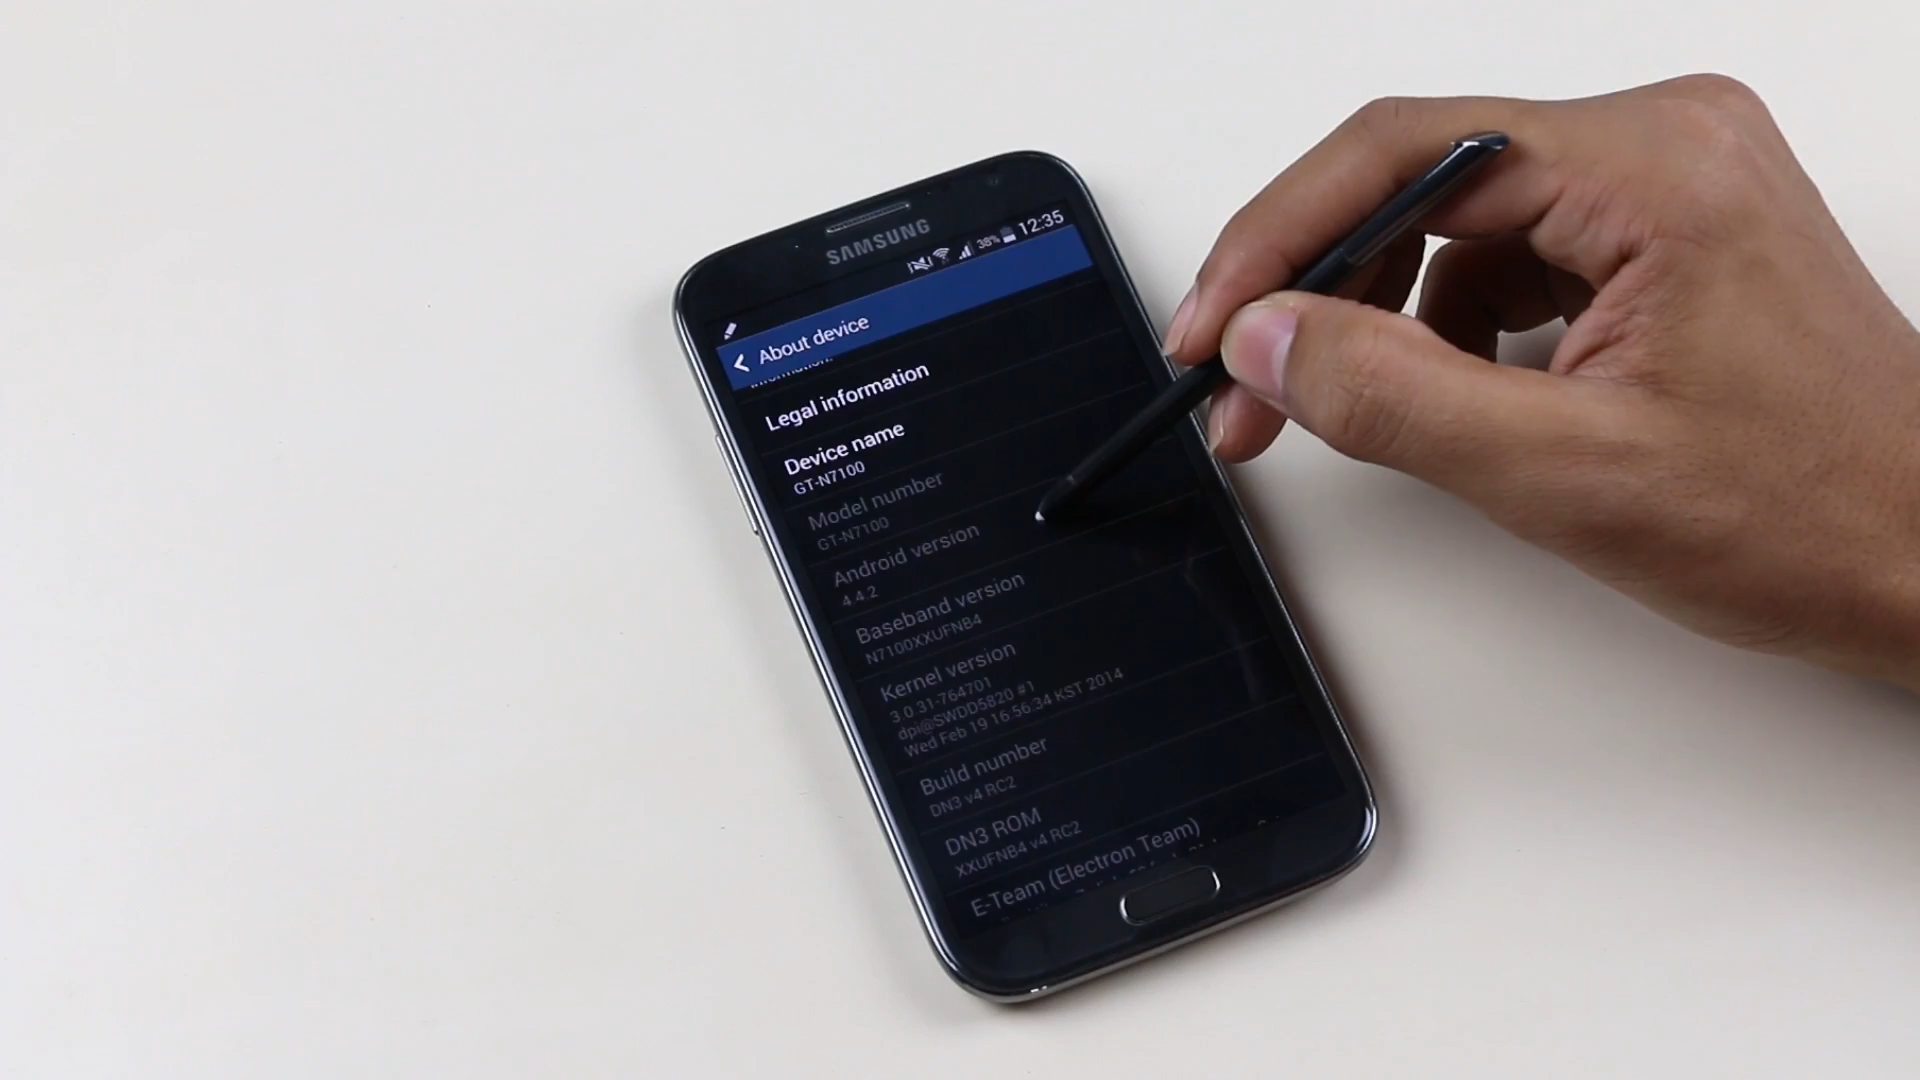 SAMSUNG
38% 12:35
About device
information.
Legal information
Device name
GT-N7100
Model number
GT-N7100
Android version
4.4.2
Baseband version
N7100XXUFNB4
Kernel version
3.0.31-764701
dpi@SWDD5820 #1
Wed Feb 19 16:56:34 KST 2014
Build number
DN3 v4 RC2
DN3 ROM
XXUFNB4 v4 RC2
E-Team (Electron Team)